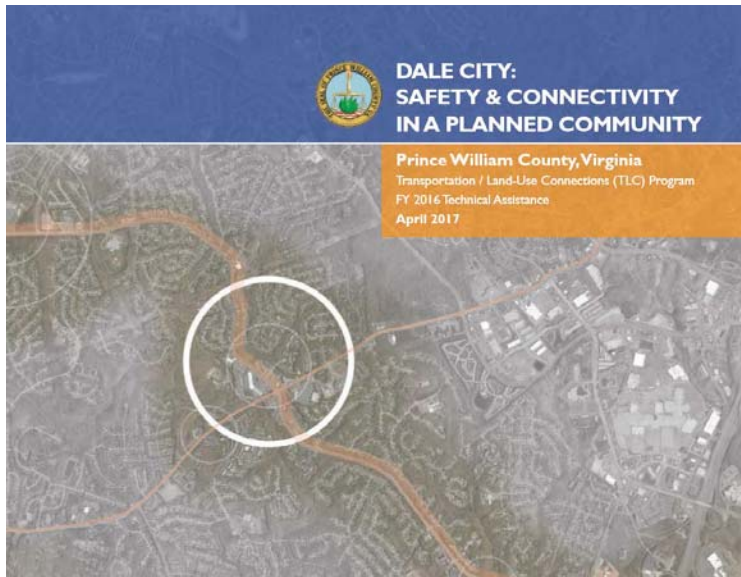 DALE CITY:
SAFETY & CONNECTIVITY
IN A PLANNED COMMUNITY
Prince William County, Virginia
Transportation / Land-Use Connections (TLC) Program
FY 2016 Technical Assistance
April 2017